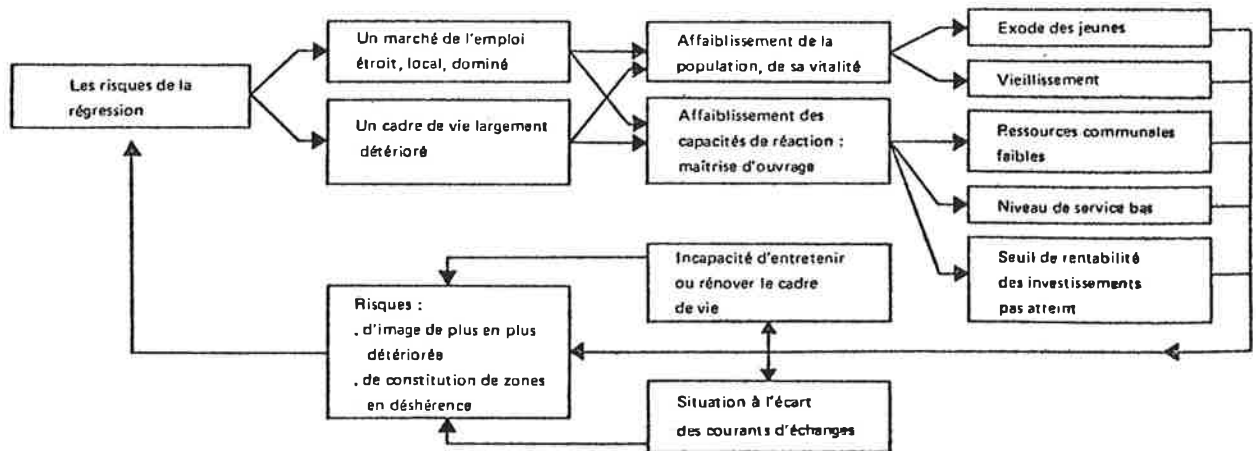 Les risques de la
régression
Un marché de l'emploi
étroit, local, dominé
Un cadre de vie largement
détérioré
Affaiblissement de la
population, de sa vitalité
Affaiblissement des
capacités de réaction :
maîtrise d'ouvrage
Exode des jeunes
Vieillissement
Ressources communales
faibles
Niveau de service bas
Seuil de rentabilité
des investissements
pas atteint
Incapacité d'entretenir
ou rénover le cadre
de vie
Risques :
. d'image de plus en plus
détériorée
. de constitution de zones
en déshérence
Situation à l'écart
des courants d'échanges